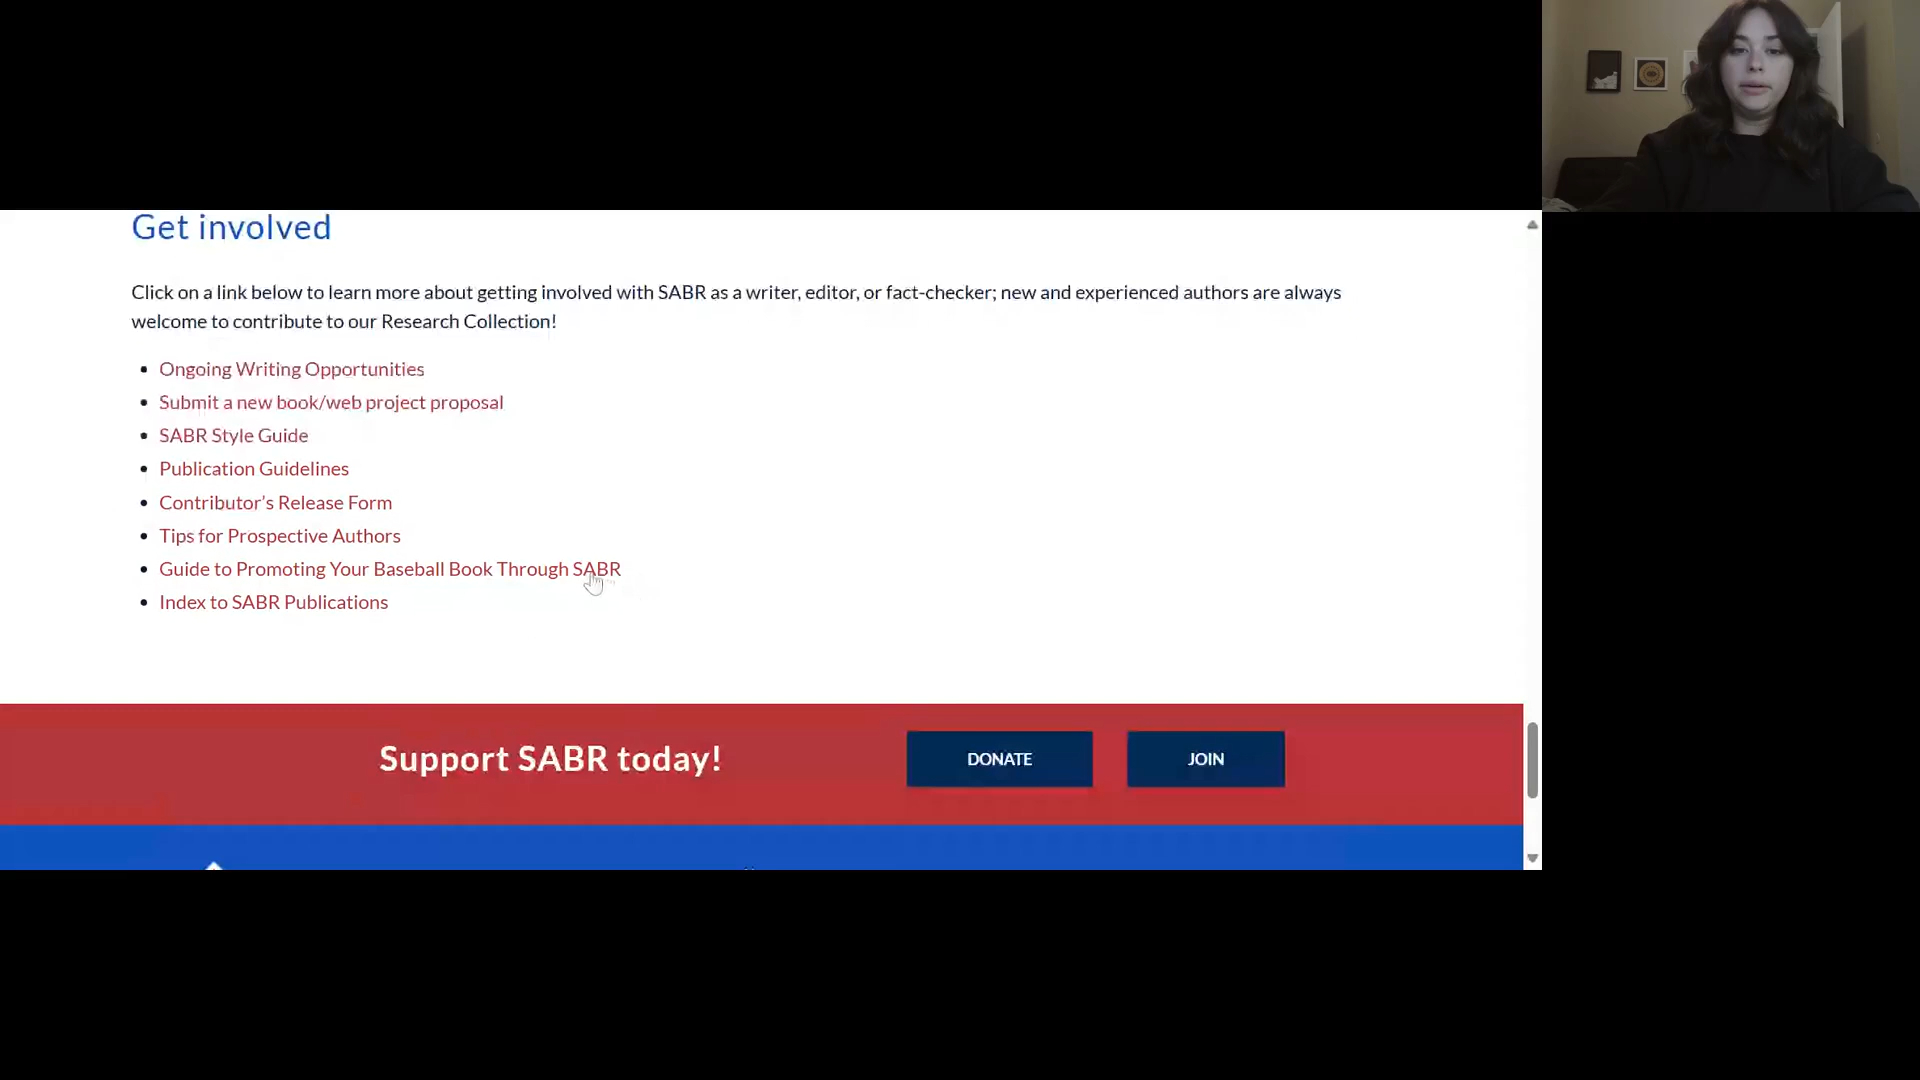 Get involved
Click on a link below to learn more about getting involved with SABR as a writer, editor, or fact-checker; new and experienced authors are always
welcome to contribute to our Research Collection!
Ongoing Writing Opportunities
Submit a new book/web project proposal
SABR Style Guide
Publication Guidelines
Contributor’s Release Form
Tips for Prospective Authors
Guide to Promoting Your Baseball Book Through SABR
Index to SABR Publications
Support SABR today!
DONATE
JOIN